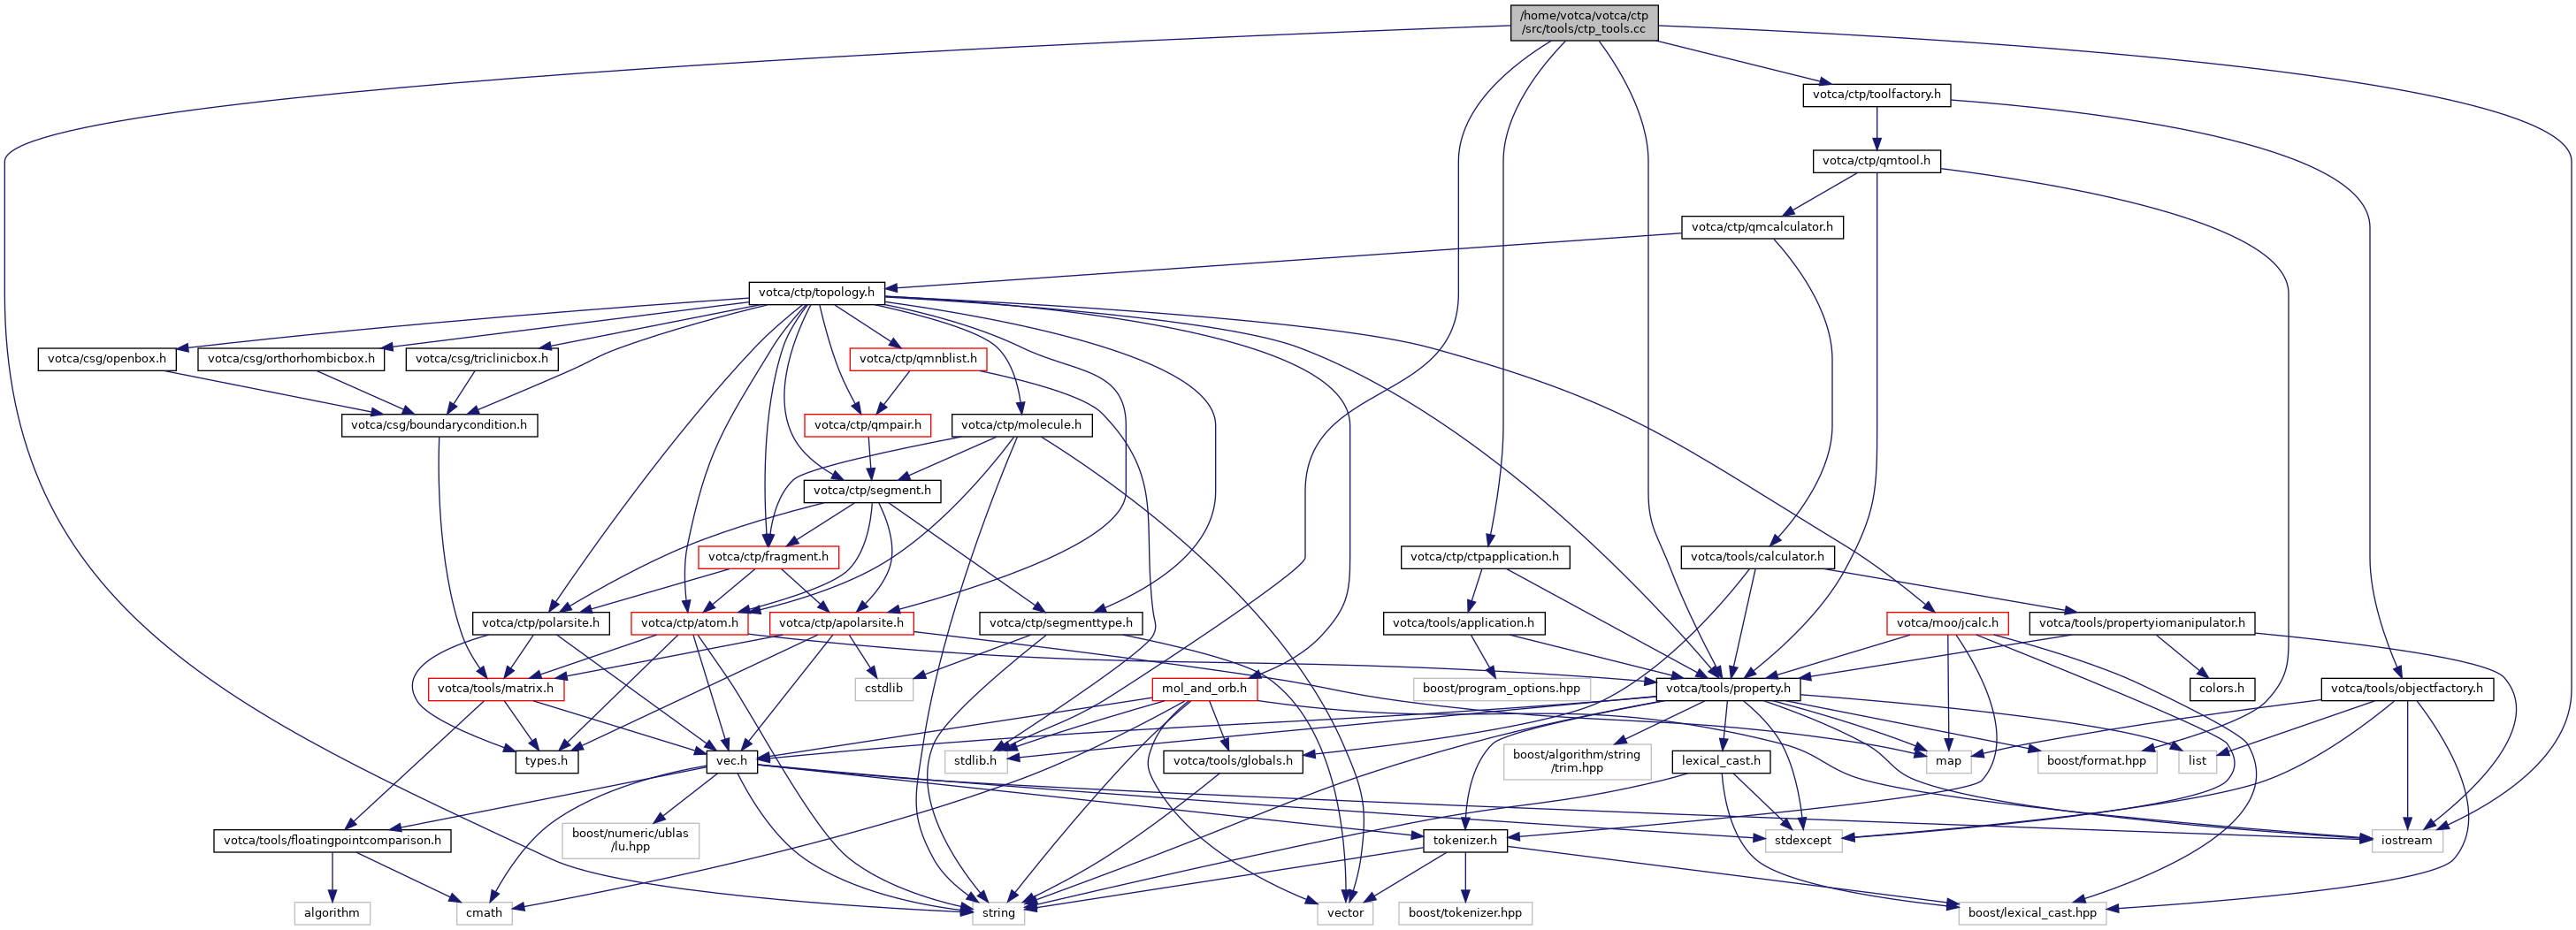 /home/votca/votca/ctp
/src/tools/ctp_tools.cc
votca/ctp/toolfactory.h
votca/ctp/qmtool.h
votca/ctp/qmcalculator.h
votca/ctp/topology.h
votca/csg/openbox.h
votca/csg/orthorhombicbox.h
votca/csg/triclinicbox.h
votca/ctp/qmnblist.h
votca/csg/boundarycondition.h
votca/ctp/qmpair.h
votca/ctp/molecule.h
votca/ctp/segment.h
votca/ctp/fragment.h
votca/ctp/ctpapplication.h
votca/tools/calculator.h
votca/ctp/polarsite.h
votca/ctp/atom.h
votca/ctp/apolarsite.h
votca/ctp/segmenttype.h
votca/tools/application.h
votca/moo/jcalc.h
votca/tools/propertyiomanipulator.h
votca/tools/matrix.h
cstdlib
mol_and_orb.h
boost/program_options.hpp
votca/tools/property.h
colors.h
votca/tools/objectfactory.h
types.h
vec.h
stdlib.h
votca/tools/globals.h
boost/algorithm/string
/trim.hpp
lexical_cast.h
map
boost/format.hpp
list
votca/tools/floatingpointcomparison.h
boost/numeric/ublas
/lu.hpp
tokenizer.h
stdexcept
iostream
algorithm
cmath
string
vector
boost/tokenizer.hpp
boost/lexical_cast.hpp